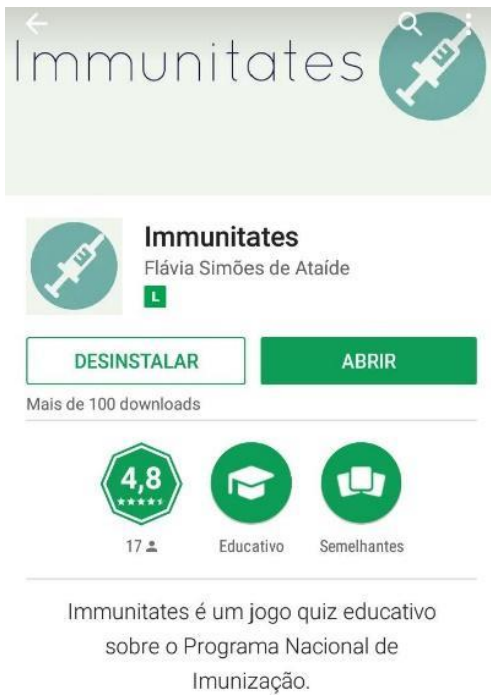 Immunitates
Immunitates
Flávia Simões de Ataíde
L
DESINSTALAR
ABRIR
Mais de 100 downloads
4,8
17
Educativo
Semelhantes
Immunitates é um jogo quiz educativo
sobre o Programa Nacional de
Imunização.